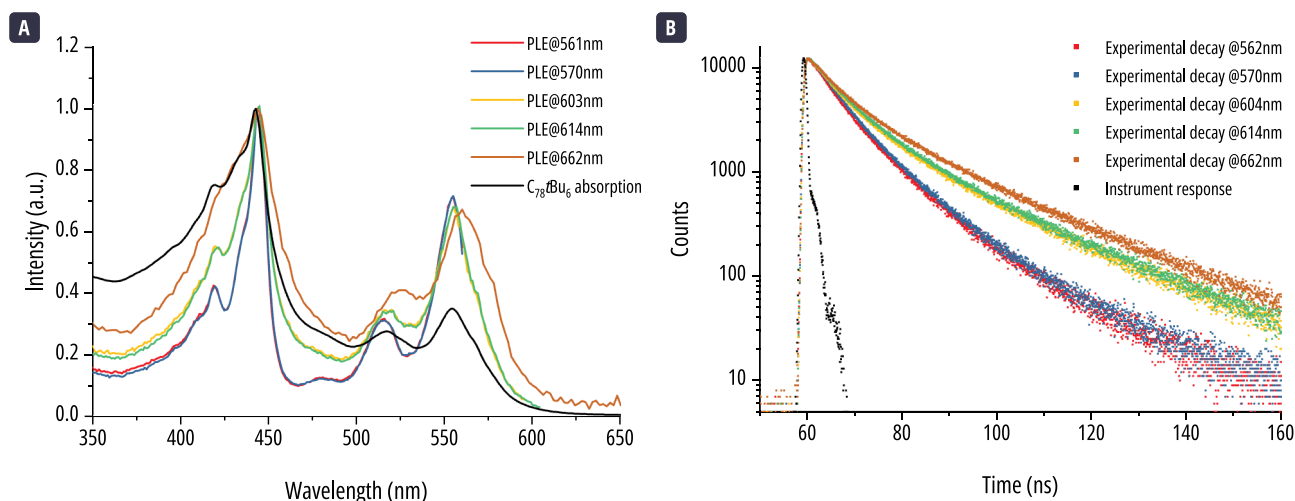 A
Intensity (a.u.)
1.2
1.0
0.8
0.6
0.4
0.2
0.0
350
400
450
500
550
600
650
Wavelength (nm)
PLE@561nm
PLE@570nm
PLE@603nm
PLE@614nm
PLE@662nm
C78tBu6 absorption
B
Counts
10000
1000
100
10
60
80
100
120
140
160
Time (ns)
Experimental decay @562nm
Experimental decay @570nm
Experimental decay @604nm
Experimental decay @614nm
Experimental decay @662nm
Instrument response